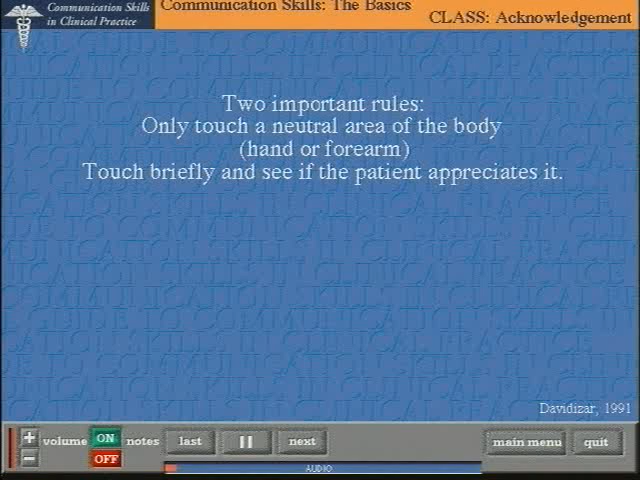 Communication Skills
in Clinical Practice
Communication Skills: The Basics
CLASS: Acknowledgement
Two important rules:
Only touch a neutral area of the body
(hand or forearm)
Touch briefly and see if the patient appreciates it.
Davidizar, 1991
+ volume ON notes last next main menu quit
- OFF
AUDIO